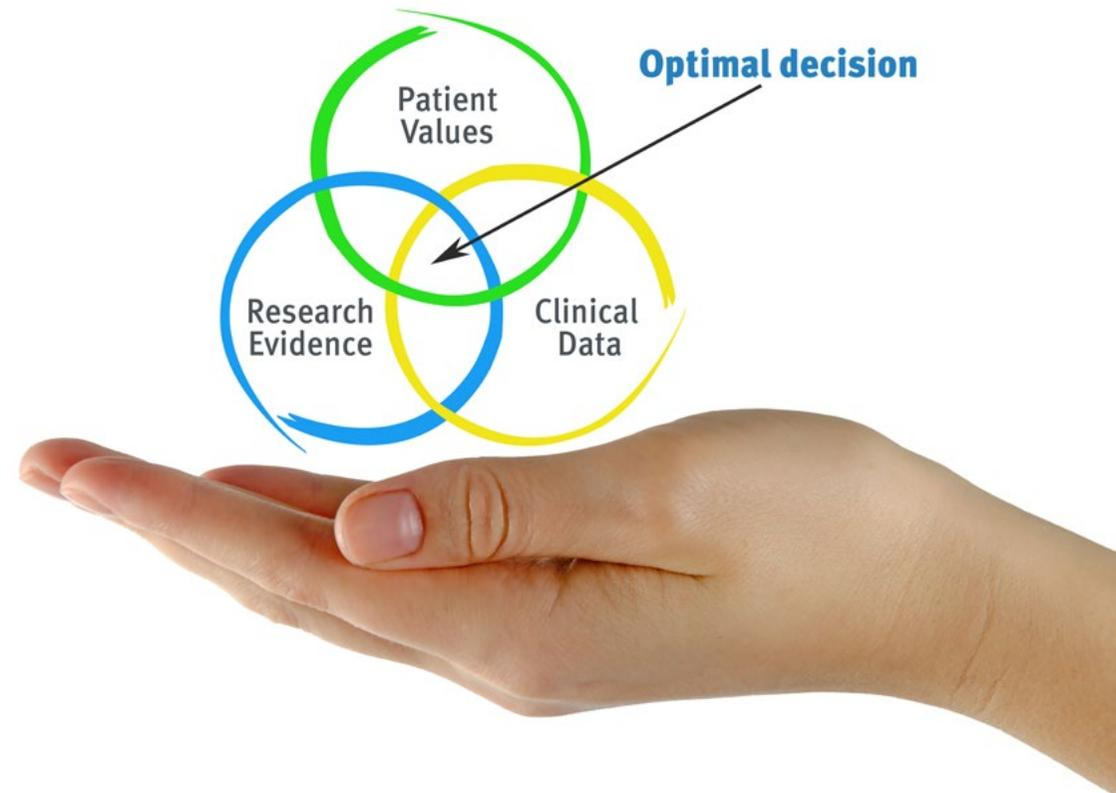 Optimal decision
Patient
Values
Research
Evidence
Clinical
Data